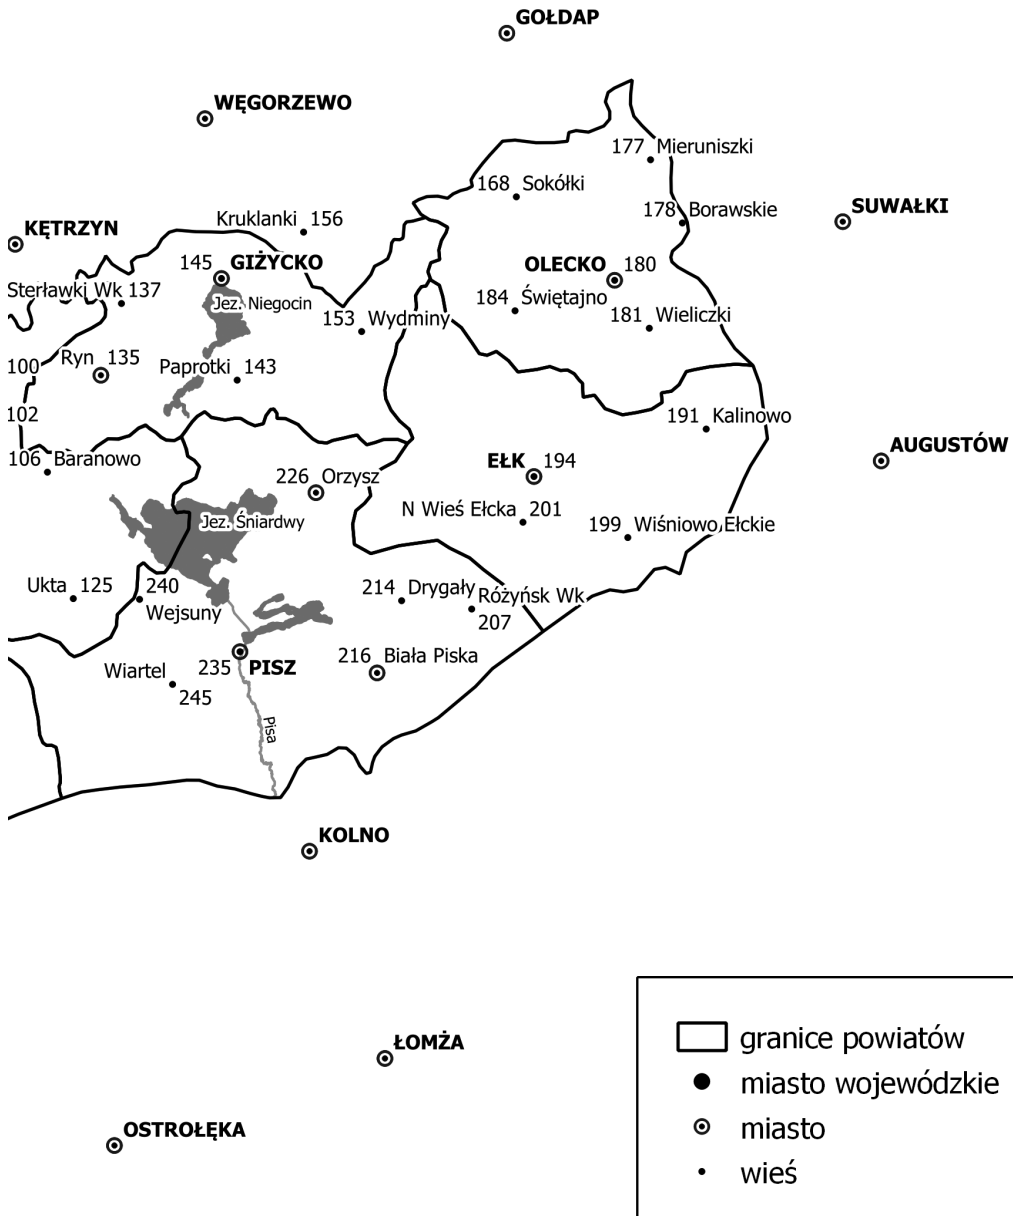 GOŁDAP
WĘGORZEWO
177 Mieruniszki
168 Sokółki
178 Borawskie
SUWAŁKI
Kruklanki 156
KĘTRZYN
145 GIŻYCKO
OLECKO 180
Sterławki Wk 137
Jez. Niegocin
184 Świętajno
153 Wydminy
181 Wieliczki
Ryn 135
100
Paprotki 143
102
191 Kalinowo
AUGUSTÓW
106 Baranowo
EŁK 194
226 Orzysz
N Wieś Ełcka 201
Jez. Śniardwy
199 Wiśniowo Ełckie
Ukta 125
240
Wejsuny
214 Drygały
Różyńsk Wk
207
235 PISZ
216 Biała Piska
Wiartel
245
Pisa
KOLNO
ŁOMŻA
OSTROŁĘKA
granice powiatów
miasto wojewódzkie
miasto
wieś